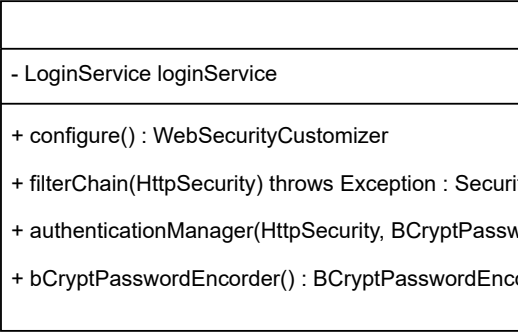 - LoginService loginService
+ configure() : WebSecurityCustomizer
+ filterChain(HttpSecurity) throws Exception :
+ authenticationManager(HttpSecurity,
+ bCryptPasswordEncorder() :